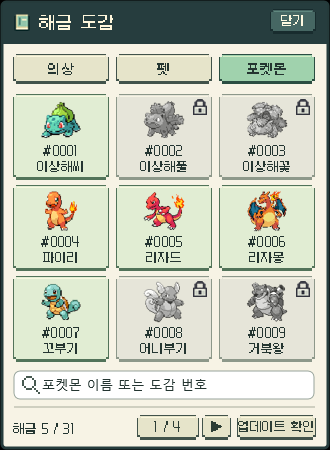 해금 도감
닫기
의상 펫 포켓몬
#0001 #0002 #0003
이상해씨 이상해풀 이상해꽃
#0004 #0005 #0006
파이리 리자드 리자몽
#0007 #0008 #0009
꼬부기 어니부기 거북왕
포켓몬 이름 또는 도감 번호
해금 5 / 31 1 / 4 ▶ 업데이트 확인